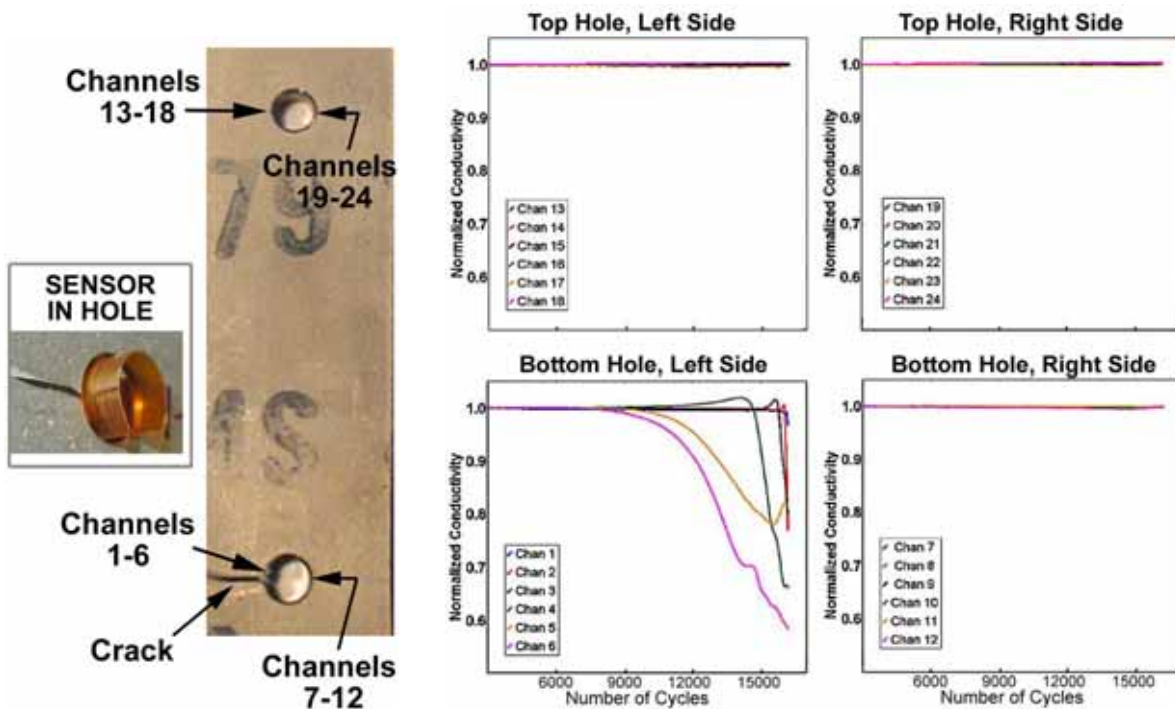 Channels
13-18
Channels
19-24
79
SENSOR
IN HOLE
Channels
1-6
Crack
Channels
7-12
Top Hole, Left Side
Normalized Conductivity
1.0
0.9
0.8
0.7
0.6
Chan 13
Chan 14
Chan 15
Chan 16
Chan 17
Chan 18
Top Hole, Right Side
Normalized Conductivity
1.0
0.9
0.8
0.7
0.6
Chan 19
Chan 20
Chan 21
Chan 22
Chan 23
Chan 24
Bottom Hole, Left Side
Normalized Conductivity
1.0
0.9
0.8
0.7
0.6
Chan 1
Chan 2
Chan 3
Chan 4
Chan 5
Chan 6
6000 9000 12000 15000
Number of Cycles
Bottom Hole, Right Side
Normalized Conductivity
1.0
0.9
0.8
0.7
0.6
Chan 7
Chan 8
Chan 9
Chan 10
Chan 11
Chan 12
6000 9000 12000 15000
Number of Cycles